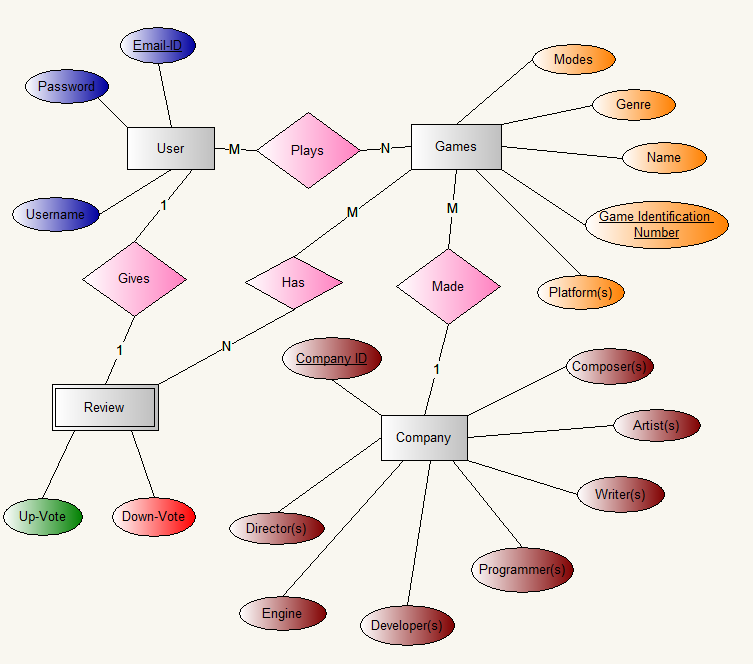 Email-ID
Password
Modes
Genre
User
M
Plays
N
Games
Name
Username
1
M
M
Game Identification
Number
Gives
Has
Made
Platform(s)
1
N
Company ID
1
Composer(s)
Review
Company
Artist(s)
Writer(s)
Up-Vote
Down-Vote
Director(s)
Programmer(s)
Engine
Developer(s)